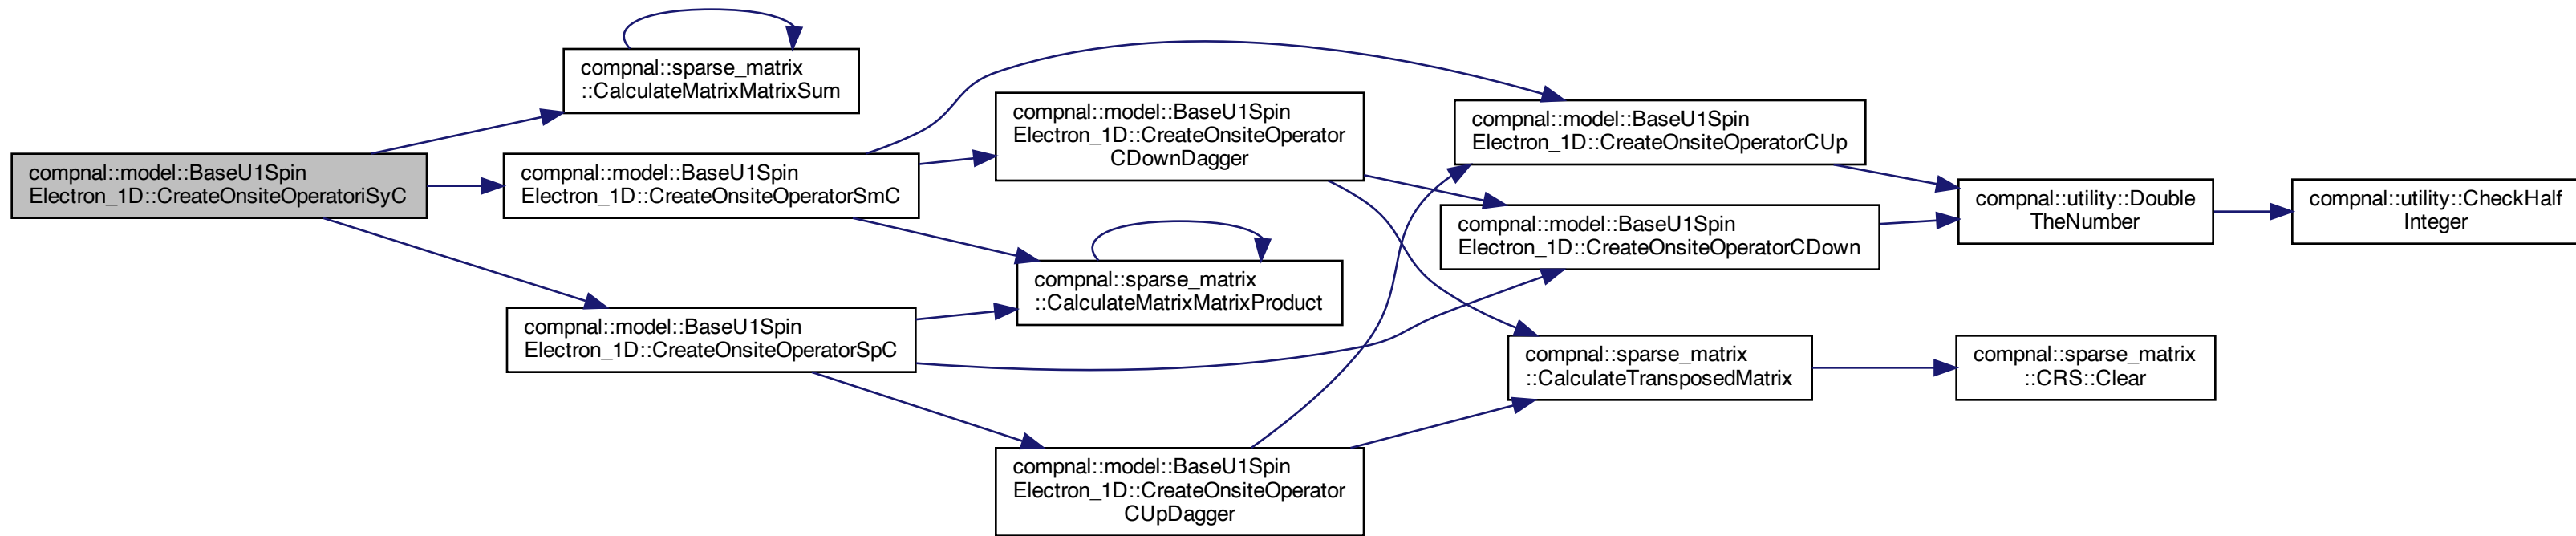 compnal::model::BaseU1Spin
Electron_1D::CreateOnsiteOperatoriSyC
compnal::sparse_matrix
::CalculateMatrixMatrixSum
compnal::model::BaseU1Spin
Electron_1D::CreateOnsiteOperatorSmC
compnal::model::BaseU1Spin
Electron_1D::CreateOnsiteOperatorSpC
compnal::model::BaseU1Spin
Electron_1D::CreateOnsiteOperator
CDownDagger
compnal::sparse_matrix
::CalculateMatrixMatrixProduct
compnal::model::BaseU1Spin
Electron_1D::CreateOnsiteOperator
CUpDagger
compnal::model::BaseU1Spin
Electron_1D::CreateOnsiteOperatorCUp
compnal::model::BaseU1Spin
Electron_1D::CreateOnsiteOperatorCDown
compnal::sparse_matrix
::CalculateTransposedMatrix
compnal::utility::Double
TheNumber
compnal::sparse_matrix
::CRS::Clear
compnal::utility::CheckHalf
Integer